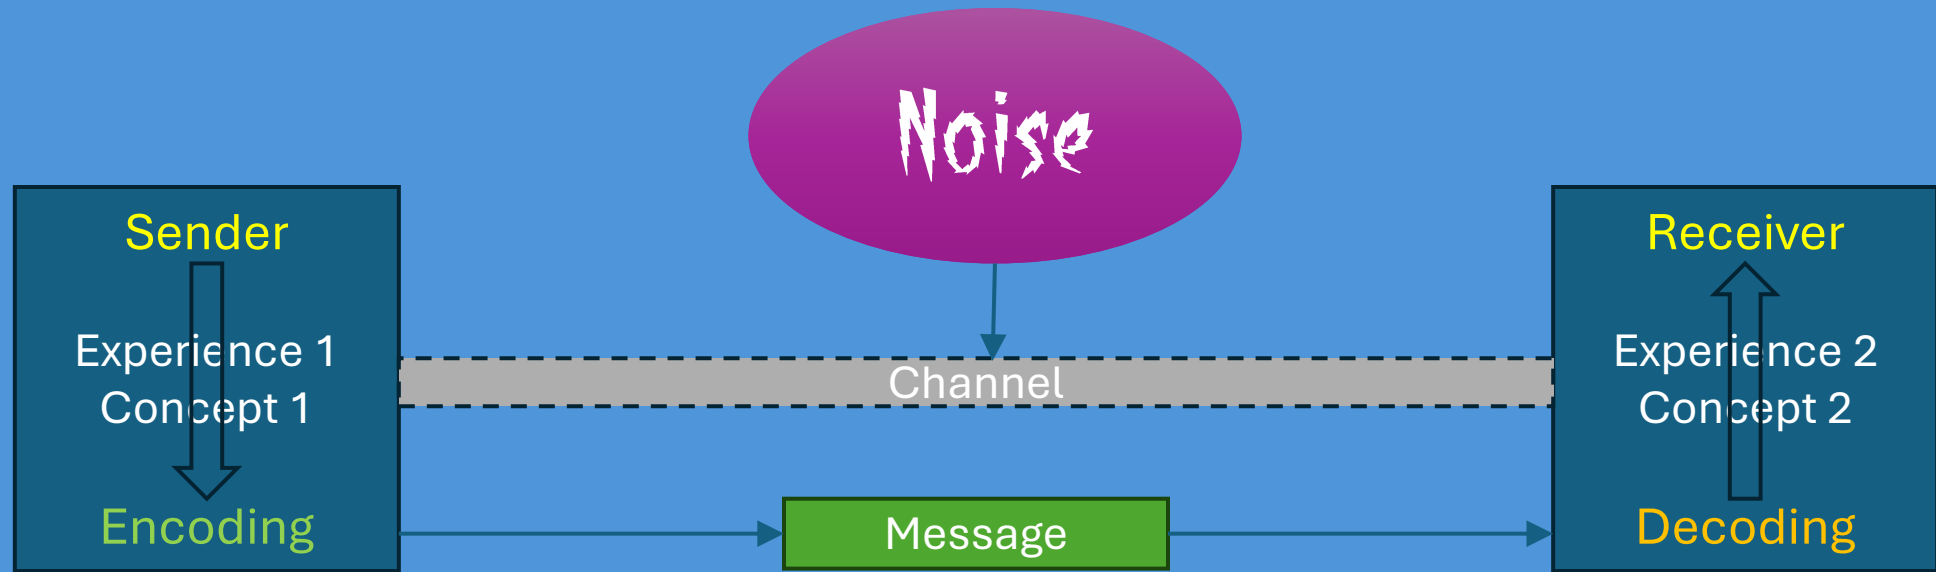 Noise
Sender
Experience 1
Concept 1
Encoding
Channel
Message
Receiver
Experience 2
Concept 2
Decoding